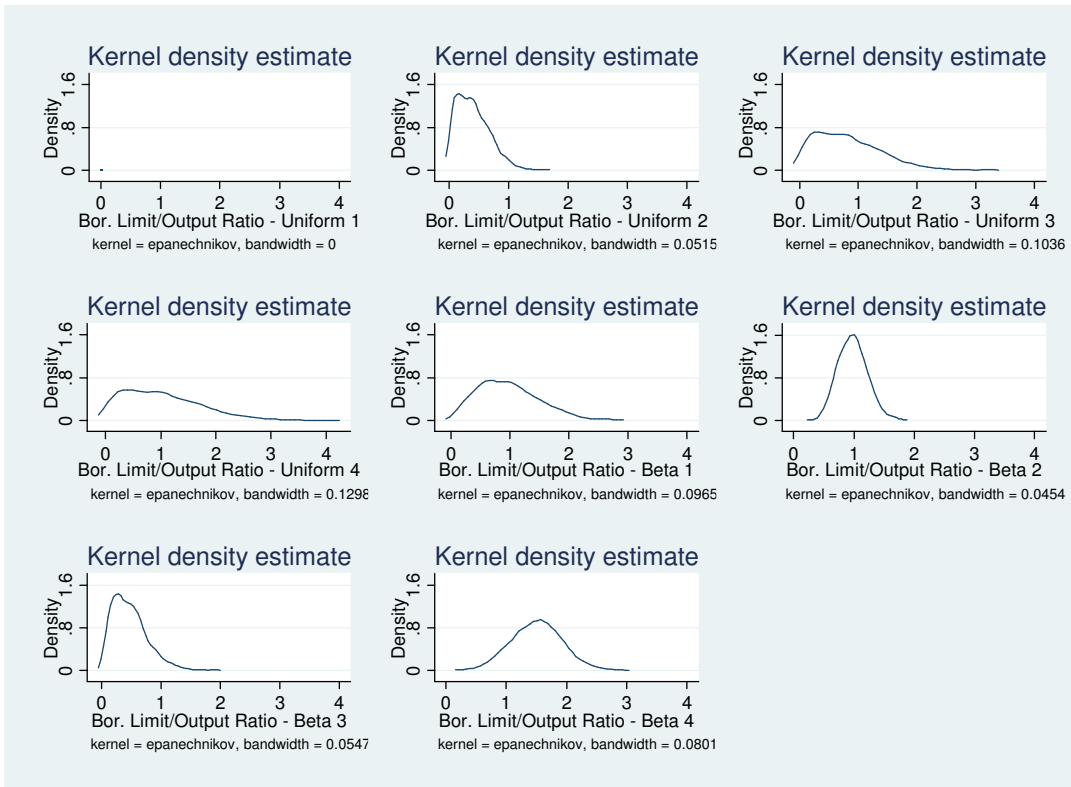 Kernel density estimate
Density
1.6
.8
0
0 1 2 3 4
Bor. Limit/Output Ratio - Uniform 1
kernel = epanechnikov, bandwidth = 0
Kernel density estimate
Density
1.6
.8
0
0 1 2 3 4
Bor. Limit/Output Ratio - Uniform 2
kernel = epanechnikov, bandwidth = 0.0515
Kernel density estimate
Density
1.6
.8
0
0 1 2 3 4
Bor. Limit/Output Ratio - Uniform 3
kernel = epanechnikov, bandwidth = 0.1036
Kernel density estimate
Density
1.6
.8
0
0 1 2 3 4
Bor. Limit/Output Ratio - Uniform 4
kernel = epanechnikov, bandwidth = 0.1298
Kernel density estimate
Density
1.6
.8
0
0 1 2 3 4
Bor. Limit/Output Ratio - Beta 1
kernel = epanechnikov, bandwidth = 0.0965
Kernel density estimate
Density
1.6
.8
0
0 1 2 3 4
Bor. Limit/Output Ratio - Beta 2
kernel = epanechnikov, bandwidth = 0.0454
Kernel density estimate
Density
1.6
.8
0
0 1 2 3 4
Bor. Limit/Output Ratio - Beta 3
kernel = epanechnikov, bandwidth = 0.0547
Kernel density estimate
Density
1.6
.8
0
0 1 2 3 4
Bor. Limit/Output Ratio - Beta 4
kernel = epanechnikov, bandwidth = 0.0801